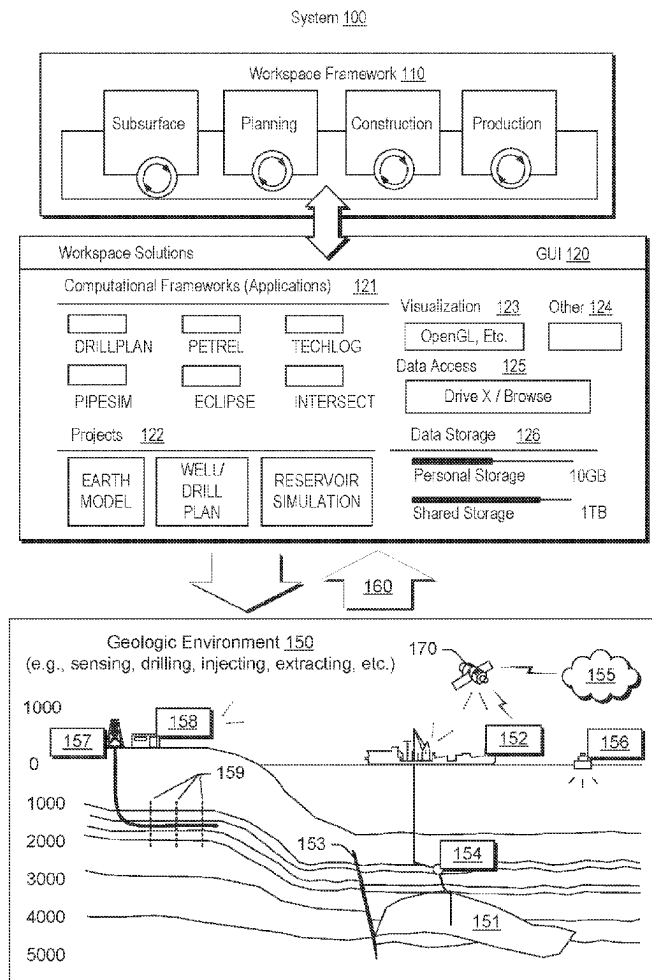 System 100
Workspace Framework 110
Subsurface Planning Construction Production
Workspace Solutions GUI 120
Computational Frameworks (Applications) 121
DRILLPLAN PETREL TECHLOG
PIPESIM ECLIPSE INTERSECT
Visualization 123 Other 124
OpenGL, Etc.
Data Access 125
Drive X / Browse
Projects 122
EARTH
MODEL
WELL/
DRILL
PLAN
RESERVOIR
SIMULATION
Data Storage 126
Personal Storage 10GB
Shared Storage 1TB
160
Geologic Environment 150
(e.g., sensing, drilling, injecting, extracting, etc.)
170
155
1000
157
158
152
156
0
159
1000
2000
153
154
3000
4000
151
5000